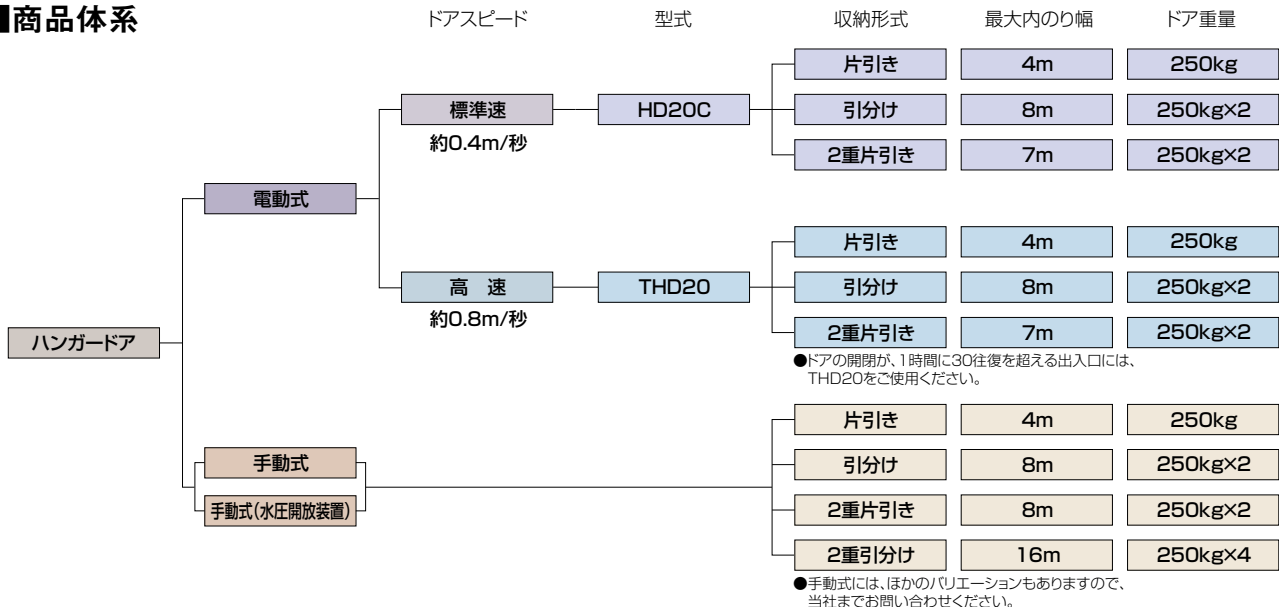 ■商品体系
ドアスピード 型式 収納形式 最大内のり幅 ドア重量
片引き 4m 250kg
標準速 HD20C 引分け 8m 250kg×2
約0.4m/秒
2重片引き 7m 250kg×2
電動式
片引き 4m 250kg
高　速 THD20 引分け 8m 250kg×2
約0.8m/秒
2重片引き 7m 250kg×2
ハンガードア
●ドアの開閉が、1時間に30往復を超える出入口には、
THD20をご使用ください。
片引き 4m 250kg
手動式 引分け 8m 250kg×2
手動式(水圧開放装置) 2重片引き 8m 250kg×2
2重引分け 16m 250kg×4
●手動式には、ほかのバリエーションもありますので、
当社までお問い合わせください。